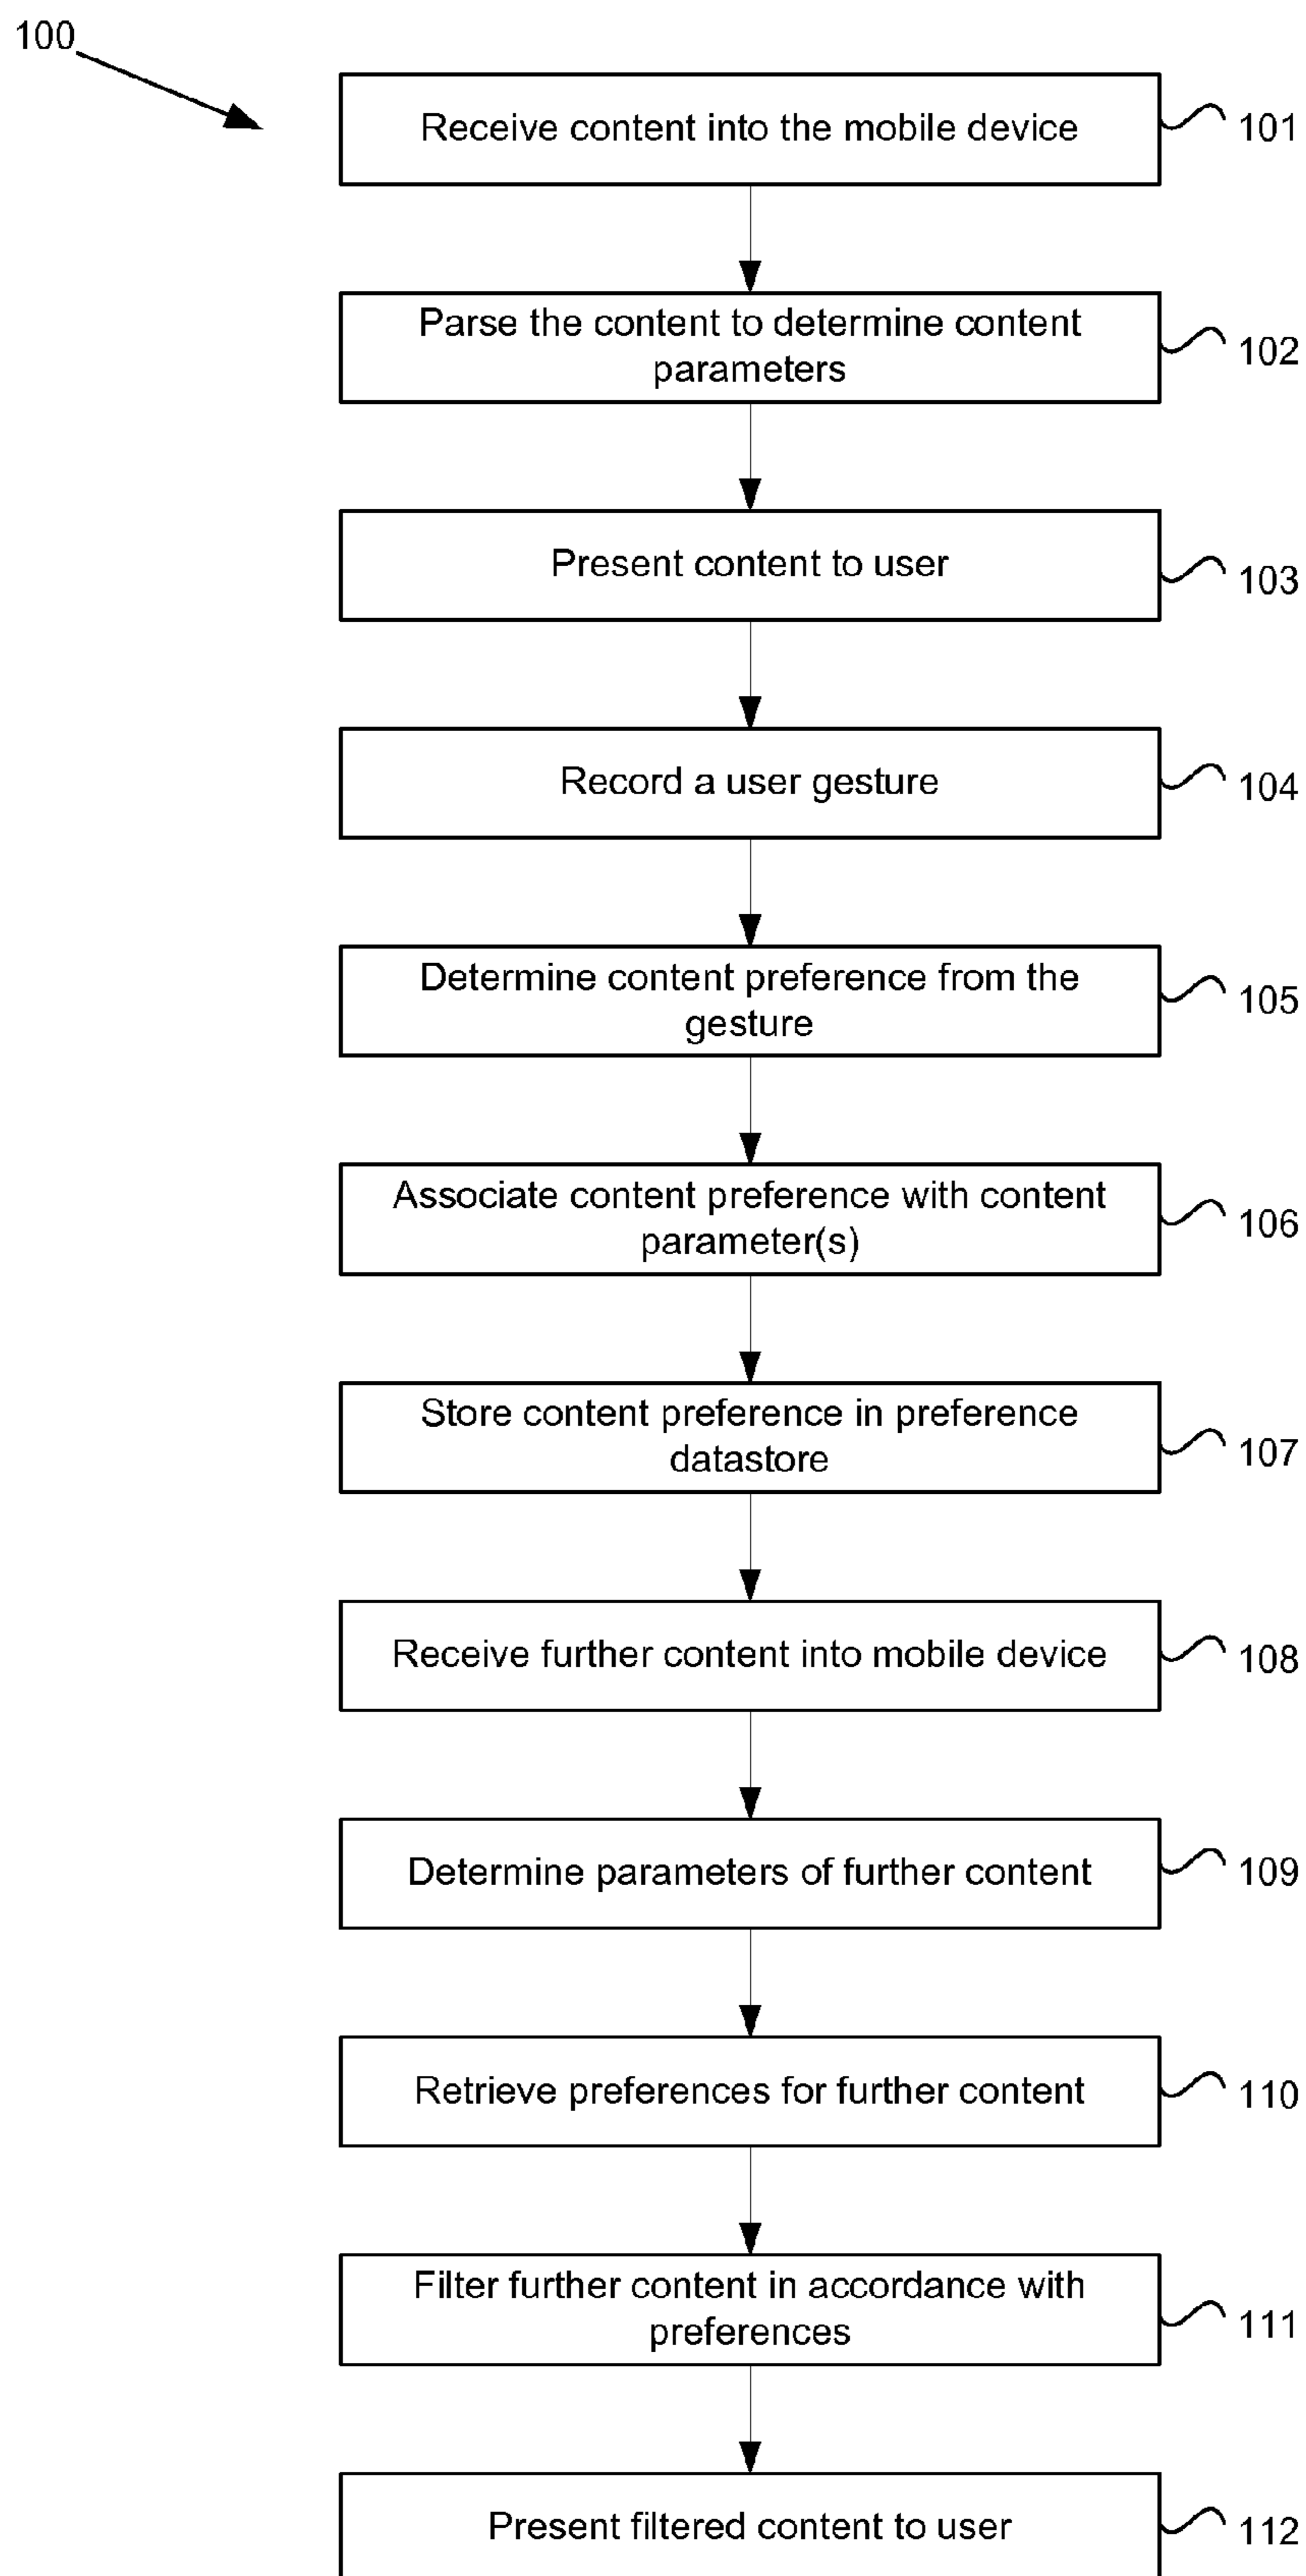 100
Receive content into the mobile device
101
Parse the content to determine content
parameters
102
Present content to user
103
Record a user gesture
104
Determine content preference from the
gesture
105
Associate content preference with content
parameter(s)
106
Store content preference in preference
datastore
107
Receive further content into mobile device
108
Determine parameters of further content
109
Retrieve preferences for further content
110
Filter further content in accordance with
preferences
111
Present filtered content to user
112